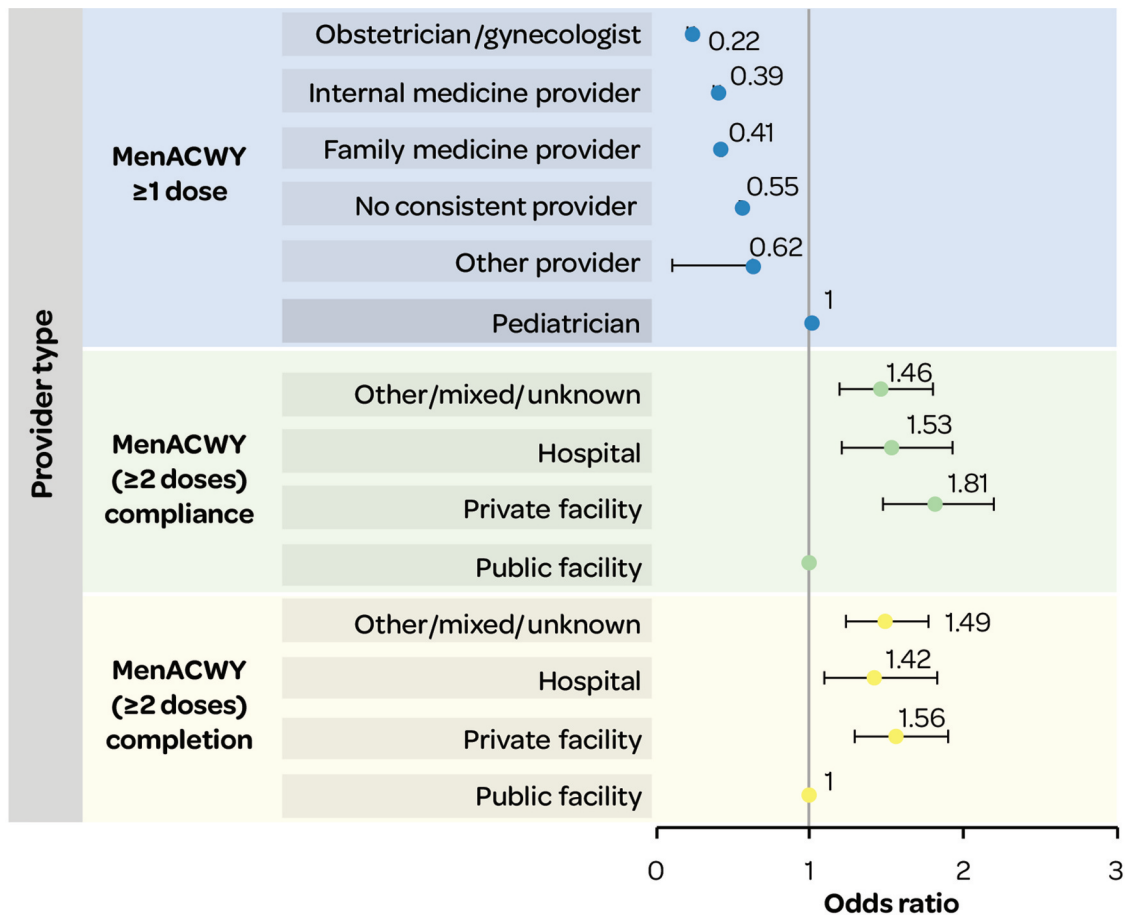 Provider type
MenACWY
≥1 dose
Obstetrician/gynecologist
0.22
Internal medicine provider
0.39
Family medicine provider
0.41
No consistent provider
0.55
Other provider
0.62
Pediatrician
1
MenACWY
(≥2 doses)
compliance
Other/mixed/unknown
1.46
Hospital
1.53
Private facility
1.81
Public facility
MenACWY
(≥2 doses)
completion
Other/mixed/unknown
1.49
Hospital
1.42
Private facility
1.56
Public facility
1
0 1 2 3
Odds ratio